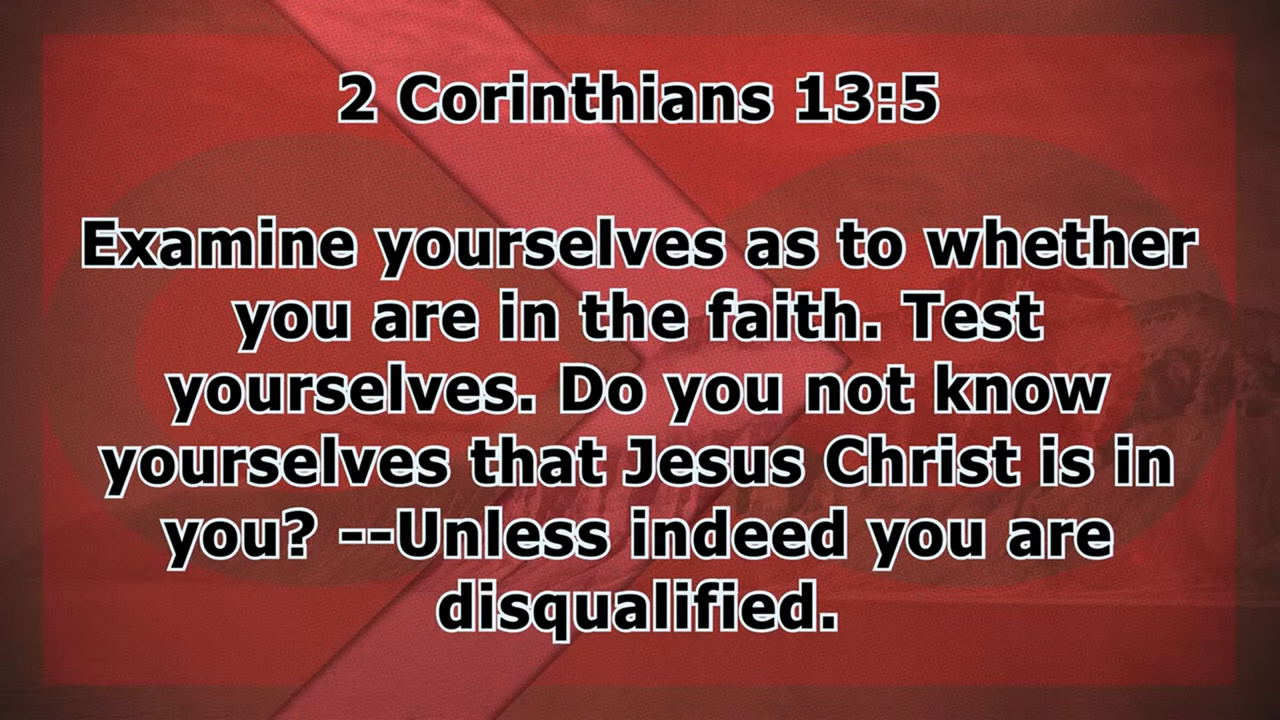 2 Corinthians 13:5
Examine yourselves as to whether
you are in the faith. Test
yourselves. Do you not know
yourselves that Jesus Christ is in
you? --Unless indeed you are
disqualified.